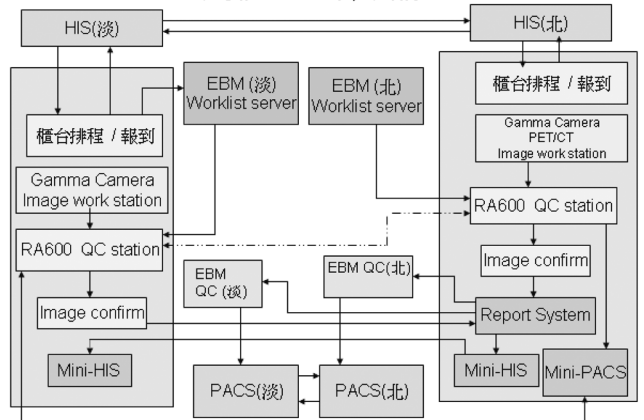 HIS(淡)
HIS(北)
EBM (淡)
Worklist server
EBM (北)
Worklist server
櫃台排程 / 報到
櫃台排程 / 報到
Gamma Camera
Image work station
Gamma Camera
PET/CT
Image work station
RA600 QC station
RA600 QC station
EBM
QC (淡)
EBM QC(北)
Image confirm
Image confirm
Report System
Mini-HIS
Mini-HIS
Mini-PACS
PACS(淡)
PACS(北)